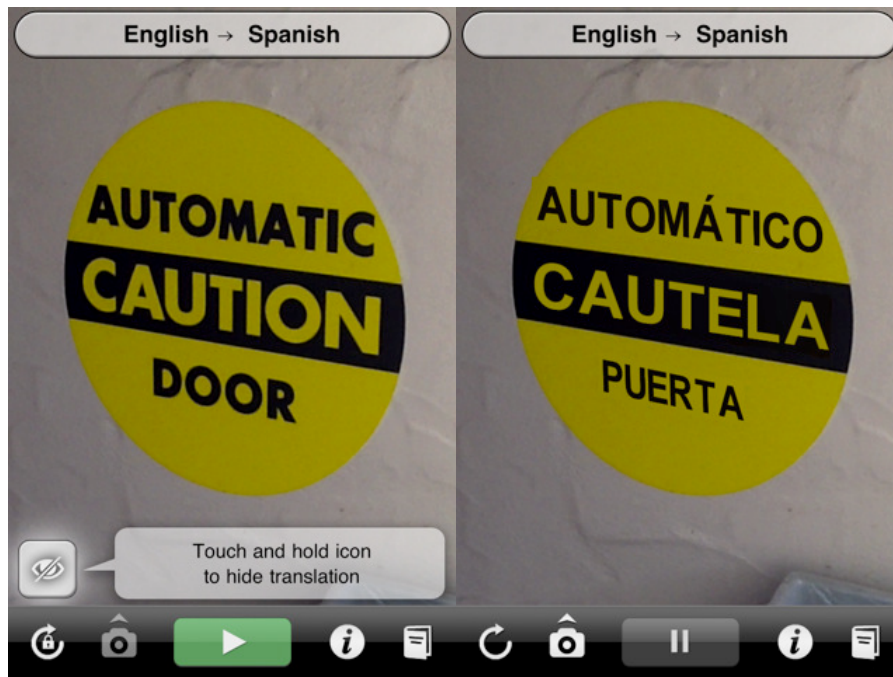 English → Spanish
AUTOMATIC
CAUTION
DOOR
Touch and hold icon
to hide translation
English → Spanish
AUTOMÁTICO
CAUTELA
PUERTA